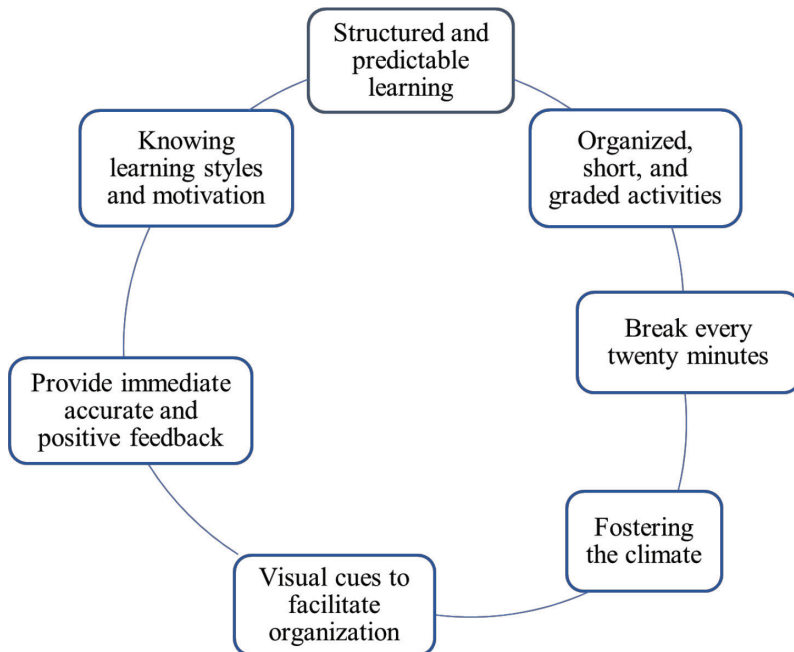 Structured and
predictable
learning
Organized,
short, and
graded activities
Break every
twenty minutes
Fostering
the climate
Visual cues to
facilitate
organization
Provide immediate
accurate and
positive feedback
Knowing
learning styles
and motivation